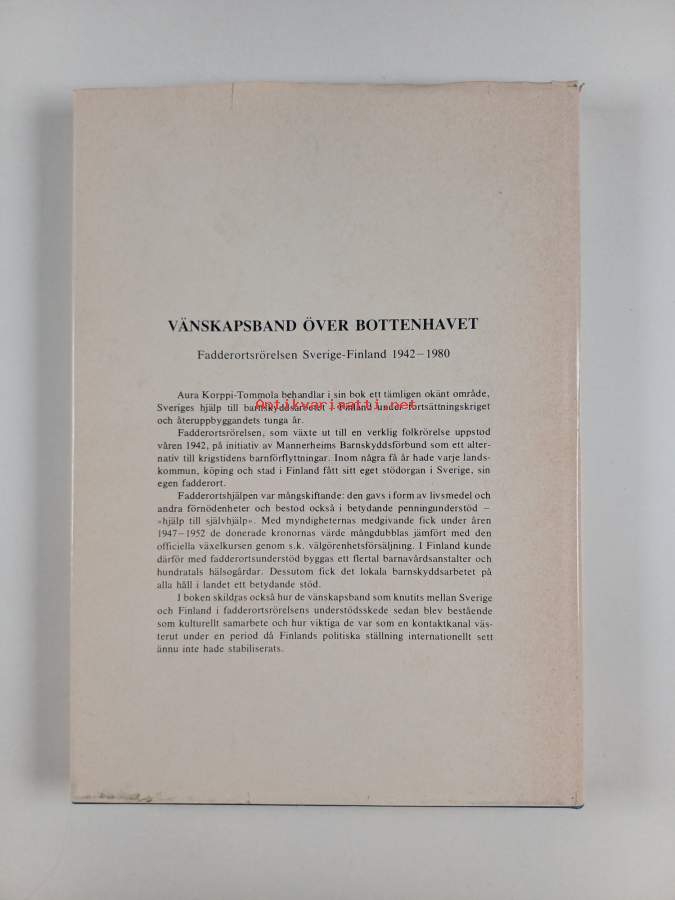 VÄNSKAPSBAND ÖVER BOTTENHAVET
Fadderortsrörelsen Sverige-Finland 1942–1980
Aura Korppi-Tommola behandlar i sin bok ett tämligen okänt område,
Sveriges hjälp till barnskyddsarbetet i Finland under fortsättningskriget
Antikvariaatti.net
och återuppbyggandets tunga år.
Fadderortsrörelsen, som växte ut till en verklig folkrörelse uppstod
våren 1942, på initiativ av Mannerheims Barnskyddsförbund som ett alter-
nativ till krigstidens barnförflyttningar. Inom några få år hade varje lands-
kommun, köping och stad i Finland fått sitt eget stödorgan i Sverige, sin
egen fadderort.
Fadderortshjälpen var mångskiftande: den gavs i form av livsmedel och
andra förnödenheter och bestod också i betydande penningunderstöd –
»hjälp till självhjälp». Med myndigheternas medgivande fick under åren
1947–1952 de donerade kronornas värde mångdubblas jämfört med den
officiella växelkursen genom s.k. välgörenhetsförsäljning. I Finland kunde
därför med fadderortsunderstöd byggas ett flertal barnavårdsanstalter och
hundratals hälsogårdar. Dessutom fick det lokala barnskyddsarbetet på
alla håll i landet ett betydande stöd.
I boken skildras också hur de vänskapsband som knutits mellan Sverige
och Finland i fadderortsrörelsens understödsskede sedan blev bestående
som kulturellt samarbete och hur viktiga de var som en kontaktkanal väs-
terut under en period då Finlands politiska ställning internationellt sett
ännu inte hade stabiliserats.